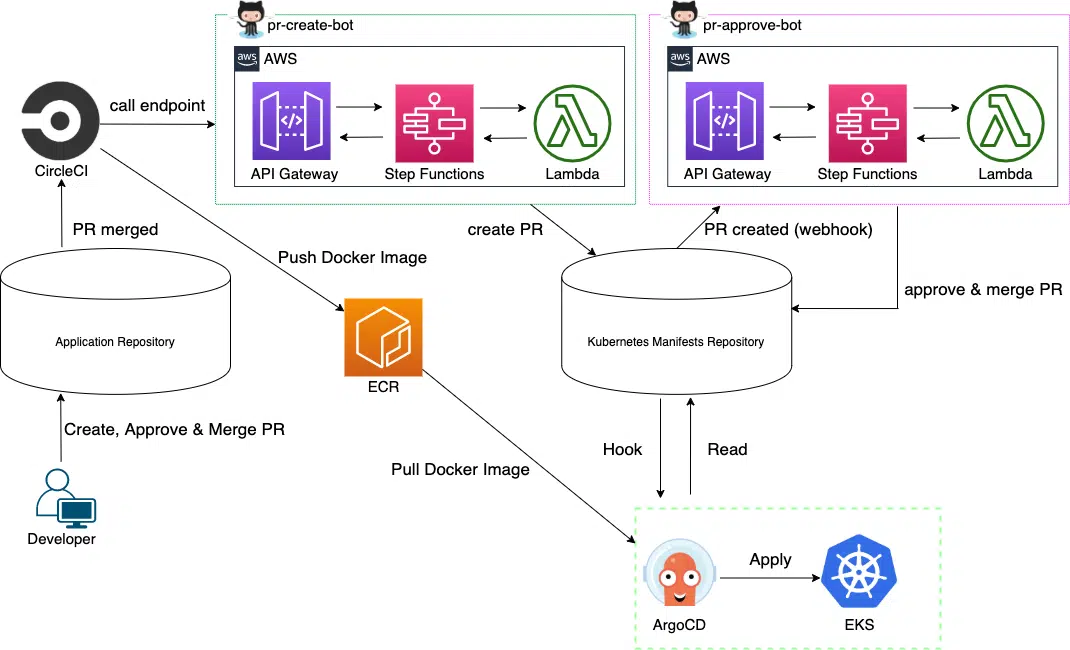 pr-create-bot
pr-approve-bot
aws AWS
aws AWS
call endpoint
API Gateway
Step Functions
Lambda
API Gateway
Step Functions
Lambda
CircleCI
PR merged
create PR
PR created (webhook)
Push Docker Image
approve & merge PR
Application Repository
Kubernetes Manifests Repository
ECR
Create, Approve & Merge PR
Hook
Read
Pull Docker Image
Developer
Apply
ArgoCD
EKS